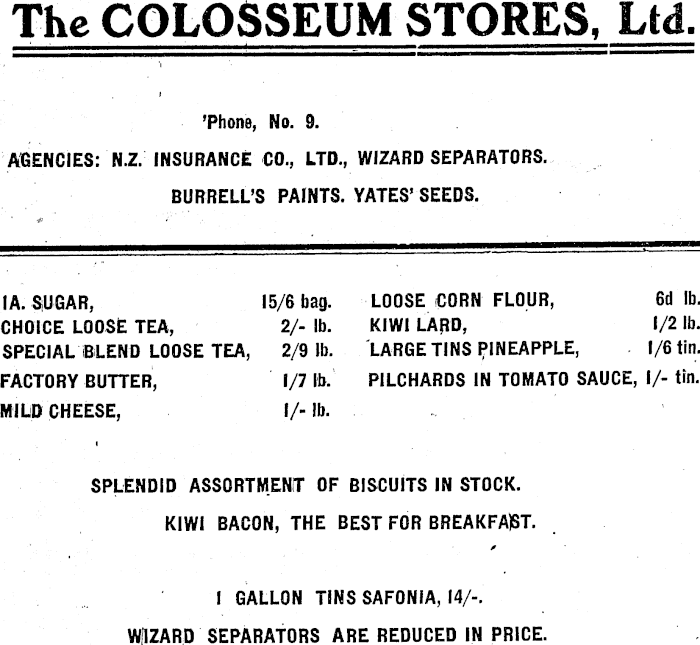 The COLOSSEUM STORES, Ltd.
'Phone, No. 9.
AGENCIES: N.Z. INSURANCE CO., LTD., WIZARD SEPARATORS.
BURRELL'S PAINTS. YATES' SEEDS.
1A. SUGAR, 15/6 bag.
CHOICE LOOSE TEA, 2/- lb.
SPECIAL BLEND LOOSE TEA, 2/9 lb.
FACTORY BUTTER, 1/7 lb.
MILD CHEESE, 1/- lb.
LOOSE CORN FLOUR, 6d lb.
KIWI LARD, 1/2 lb.
LARGE TINS PINEAPPLE, 1/6 tin.
PILCHARDS IN TOMATO SAUCE, 1/- tin.
SPLENDID ASSORTMENT OF BISCUITS IN STOCK.
KIWI BACON, THE BEST FOR BREAKFAST.
1 GALLON TINS SAFONIA, 14/-.
WIZARD SEPARATORS ARE REDUCED IN PRICE.